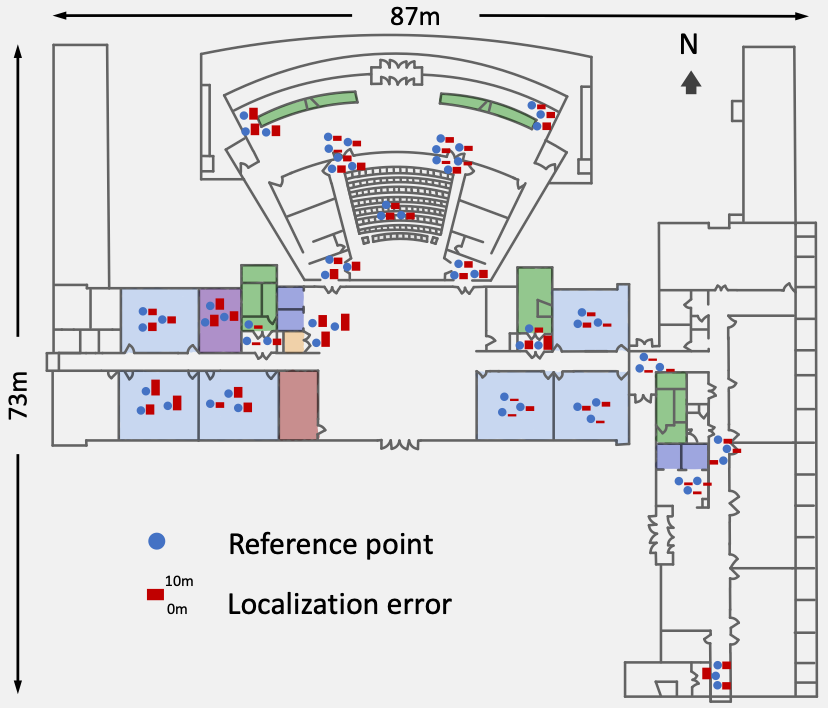 87m
N
73m
Reference point
10m
0m
Localization error